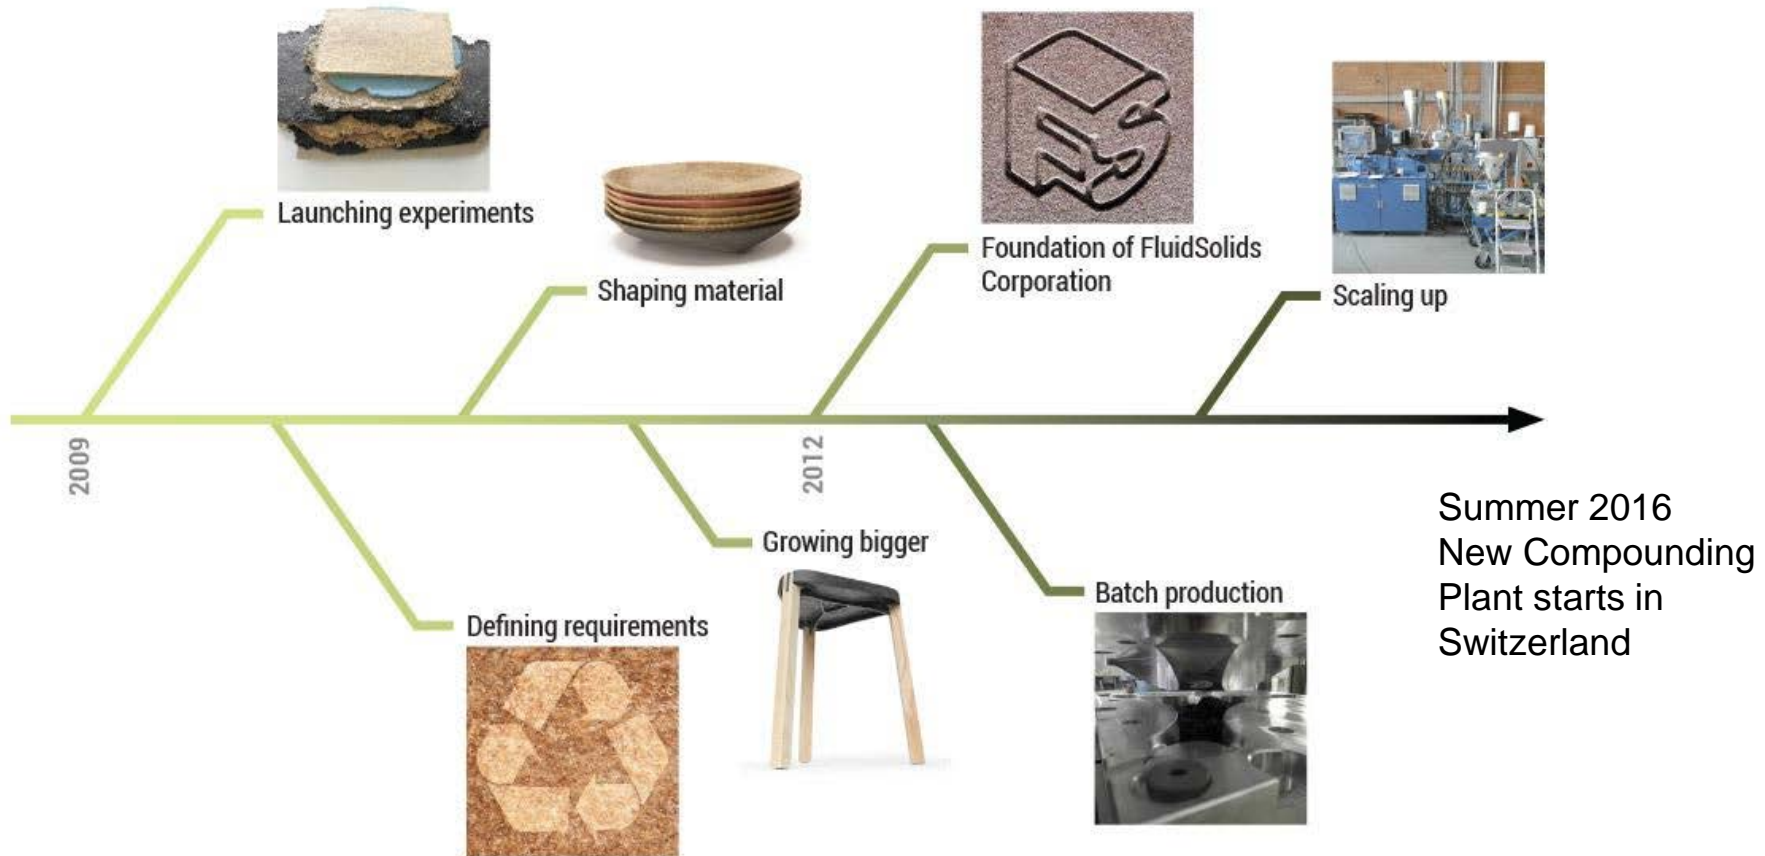 Launching experiments
Shaping material
Foundation of FluidSolids
Corporation
Scaling up
2009
2012
Defining requirements
Growing bigger
Batch production
Summer 2016
New Compounding
Plant starts in
Switzerland